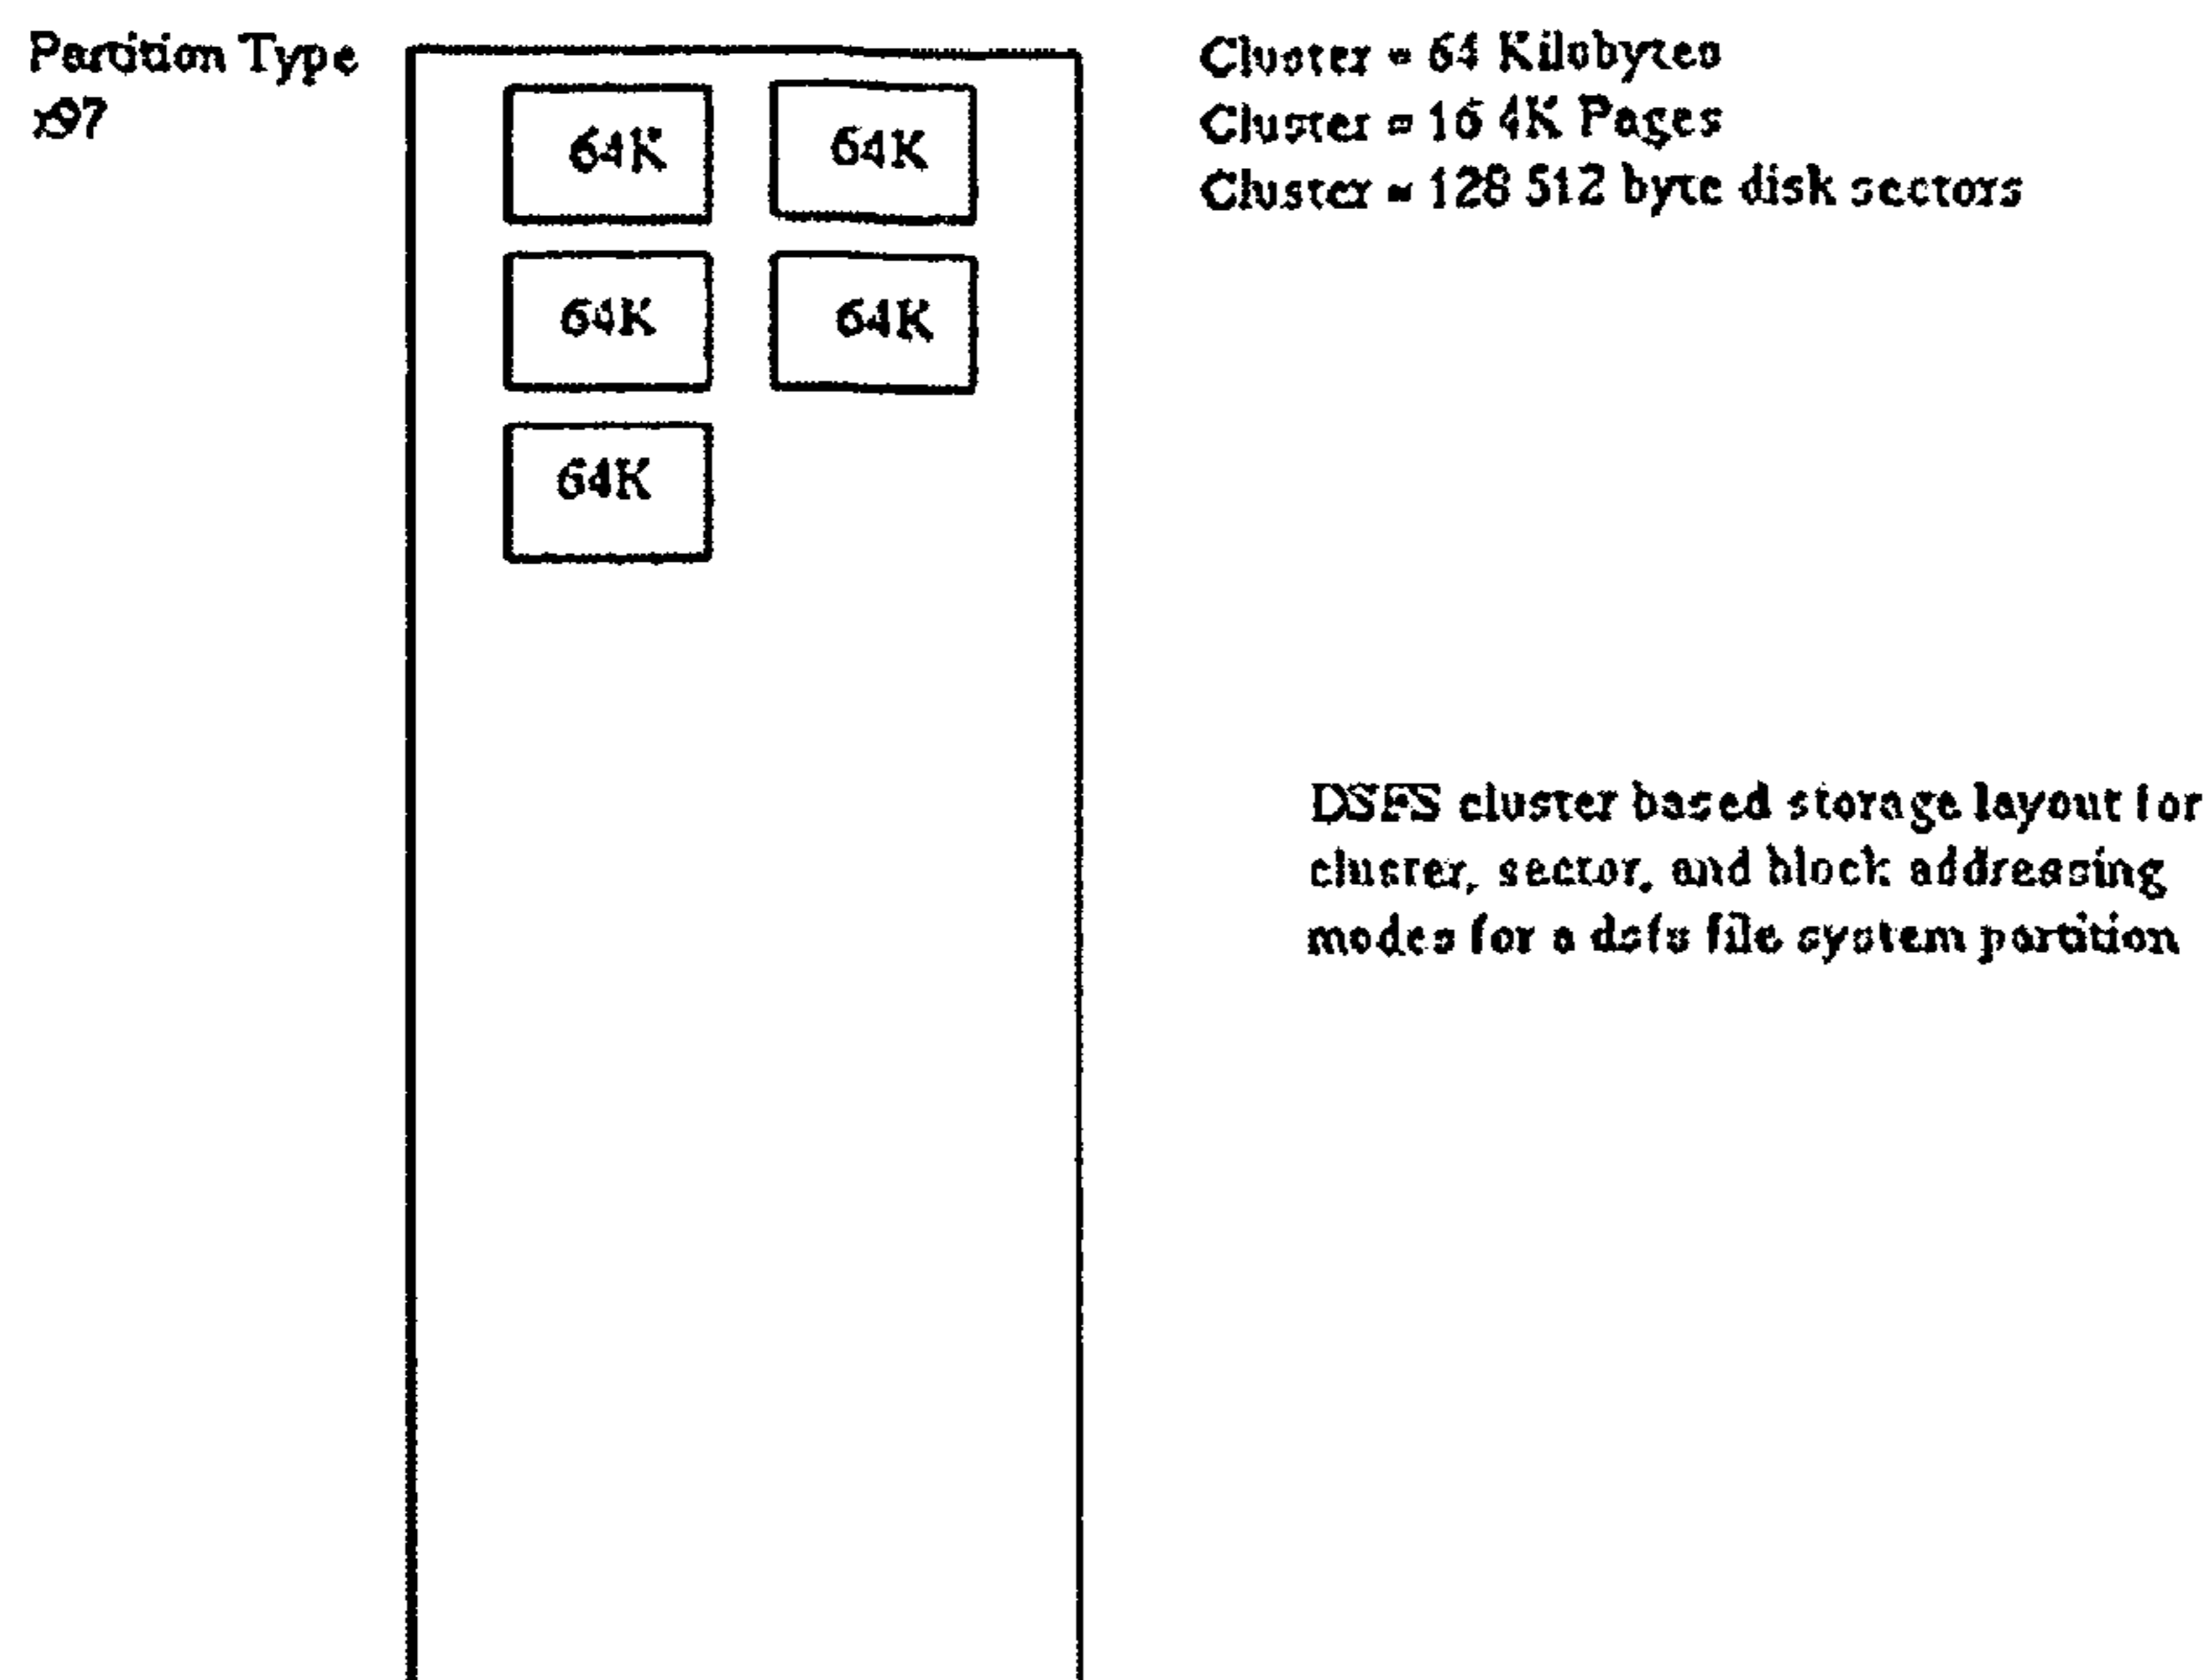 Partition Type
x97
64K
64K
64K
64K
64K
Cluster = 64 Kilobytes
Cluster = 16 4K Pages
Cluster = 128 512 byte disk sectors
DSFS cluster based storage layout for
cluster, sector, and block addressing
modes for a dsfs file system partition